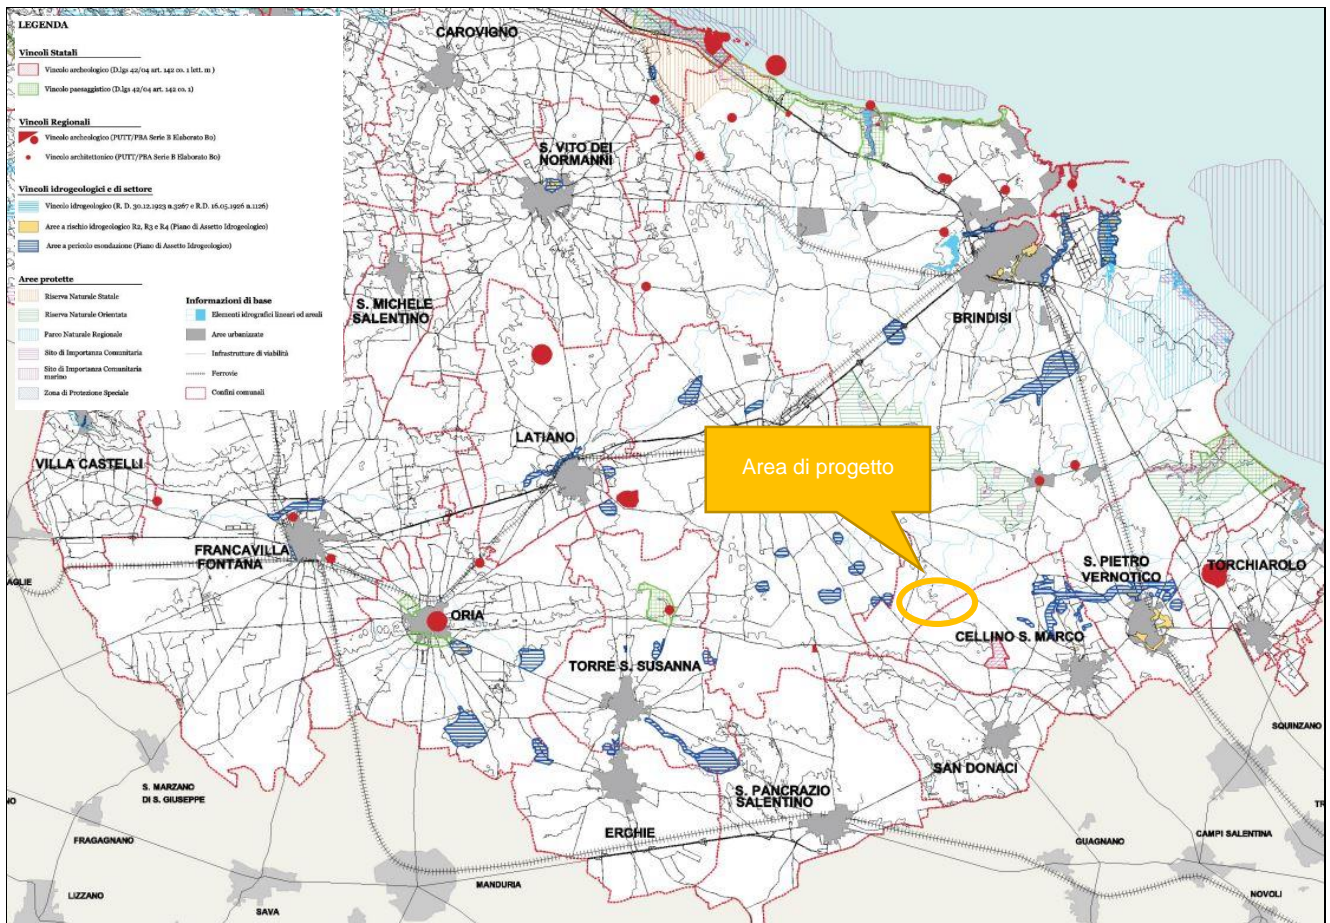 LEGENDA
Vincoli Statali
Vincolo archeologico (D.lgs 42/04 art. 142 co. 1 lett. m )
Vincolo paesaggistico (D.lgs 42/04 art. 142 co. 1)
Vincoli Regionali
Vincolo archeologico (PUTT/PBA Serie B Elaborato B0)
Vincolo architettonico (PUTT/PBA Serie B Elaborato B0)
Vincoli idrogeologici e di settore
Vincolo idrogeologico (R. D. 30.12.1923 n.3267 e R.D. 16.05.1926 n.1126)
Aree a rischio idrogeologico R2, R3 e R4 (Piano di Assetto Idrogeologico)
Aree a pericolo esondazione (Piano di Assetto Idrogeologico)
Aree protette
Riserva Naturale Statale
Riserva Naturale Orientata
Parco Naturale Regionale
Sito di Importanza Comunitaria
Sito di Importanza Comunitaria
marino
Zona di Protezione Speciale
Informazioni di base
Elementi idrografici lineari ed areali
Aree urbanizzate
Infrastrutture di viabilità
Ferrovie
Confini comunali
CAROVIGNO
S. VITO DEI
NORMANNI
S. MICHELE
SALENTINO
BRINDISI
LATIANO
VILLA CASTELLI
Area di progetto
FRANCAVILLA
FONTANA
AGLIE
ORIA
S. PIETRO
VERNOTICO
TORCHIAROLO
CELLINO S. MARCO
TORRE S. SUSANNA
SQUINZANO
SAN DONACI
S. MARZANO
DI S. GIUSEPPE
S. PANCRAZIO
SALENTINO
NO
TR
ERCHIE
FRAGAGNANO
GUAGNANO
CAMPI SALENTINA
MANDURIA
LIZZANO
SAVA
NOVOLI